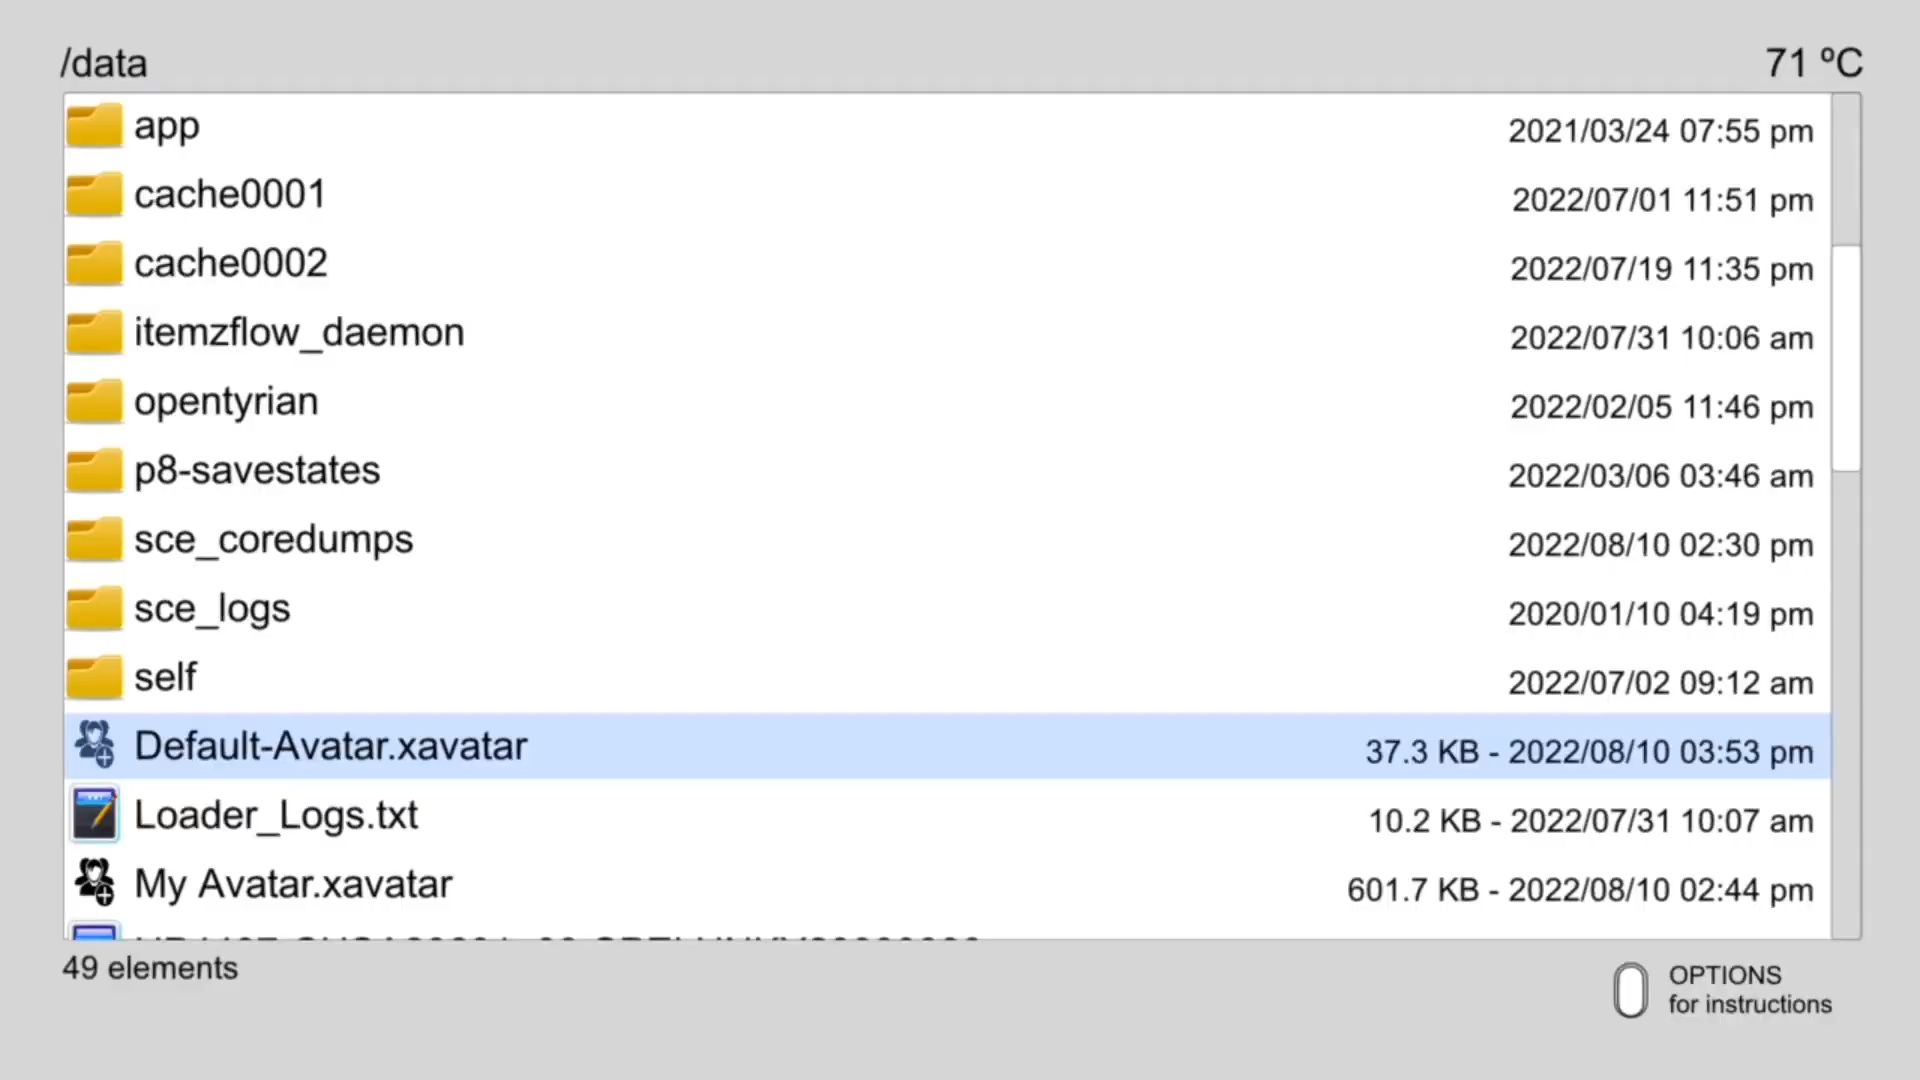 /data
71 ºC
app
2021/03/24 07:55 pm
cache0001
2022/07/01 11:51 pm
cache0002
2022/07/19 11:35 pm
itemzflow_daemon
2022/07/31 10:06 am
opentyrian
2022/02/05 11:46 pm
p8-savestates
2022/03/06 03:46 am
sce_coredumps
2022/08/10 02:30 pm
sce_logs
2020/01/10 04:19 pm
self
2022/07/02 09:12 am
Default-Avatar.xavatar
37.3 KB - 2022/08/10 03:53 pm
Loader_Logs.txt
10.2 KB - 2022/07/31 10:07 am
My Avatar.xavatar
601.7 KB - 2022/08/10 02:44 pm
49 elements
OPTIONS
for instructions